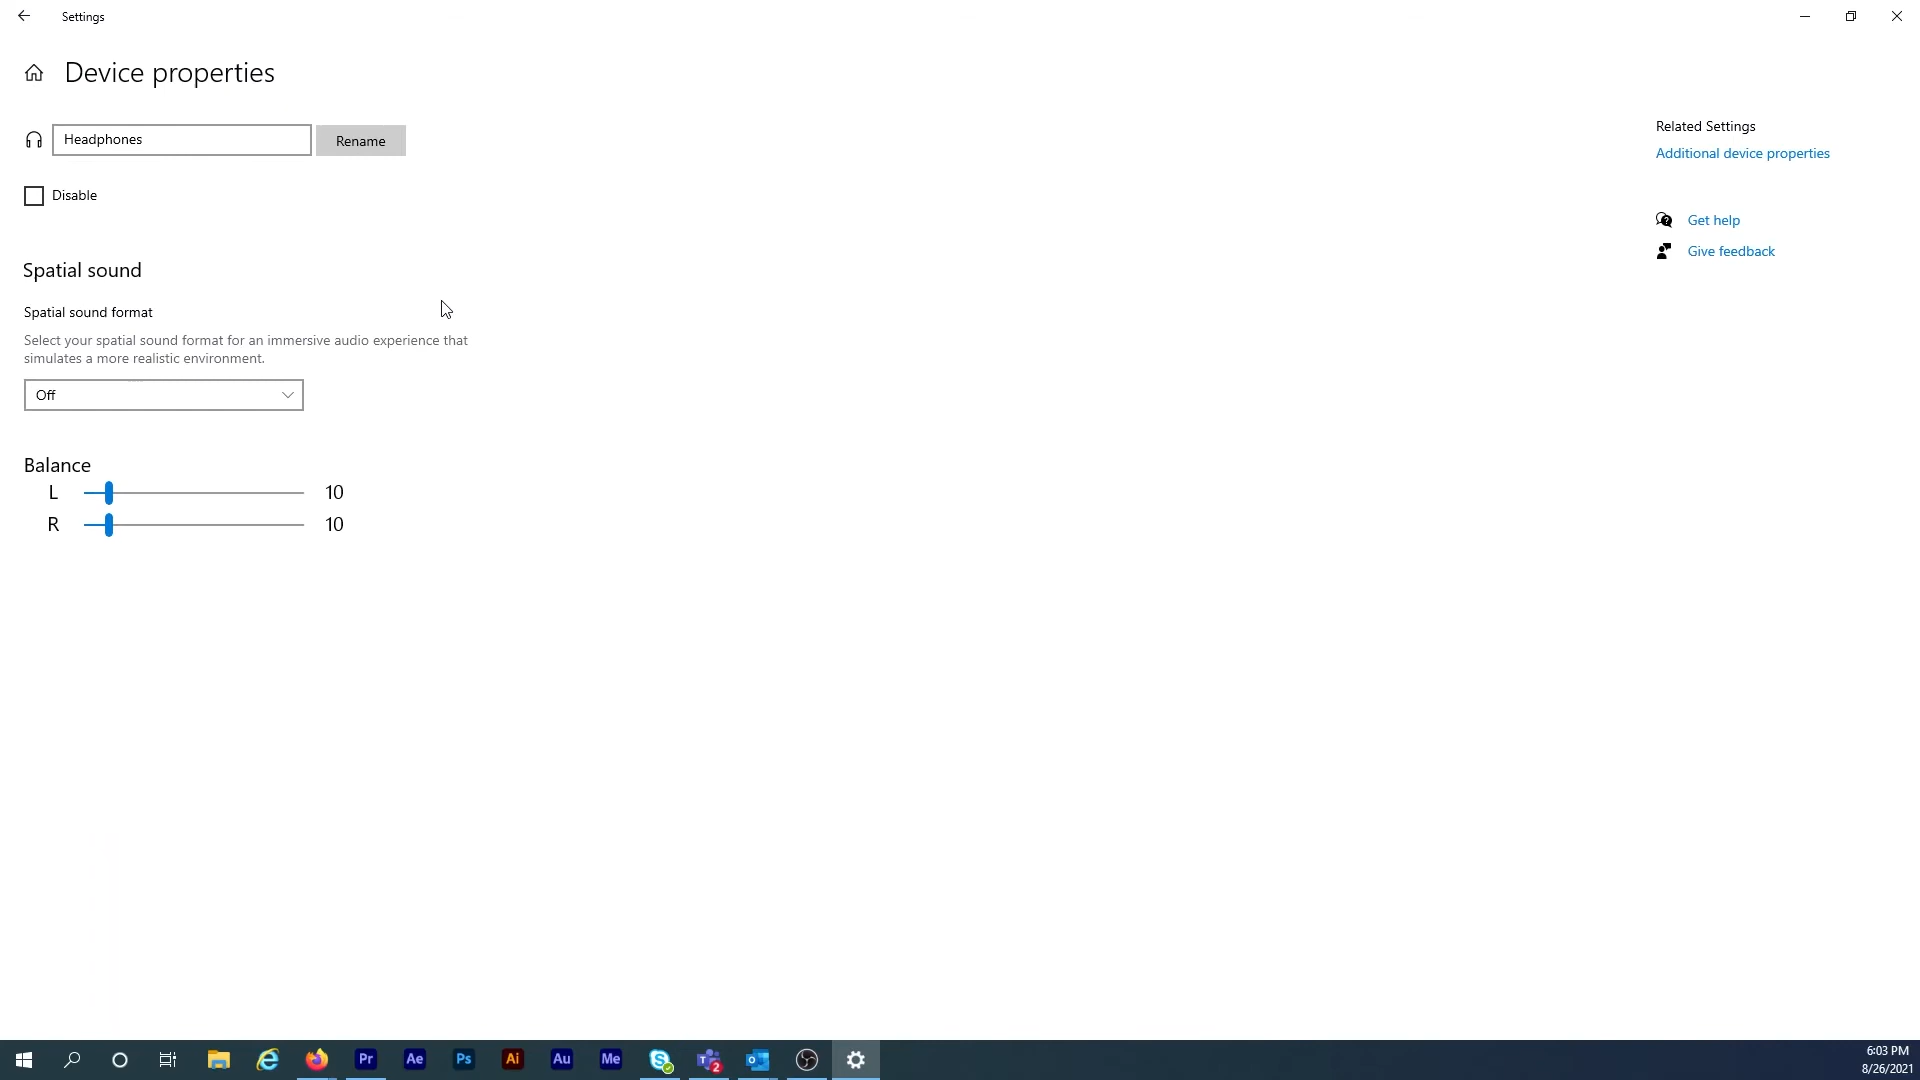 Settings
Device properties
Headphones
Rename
Disable
Spatial sound
Spatial sound format
Select your spatial sound format for an immersive audio experience that
simulates a more realistic environment.
Off
Balance
L 10
R 10
Related Settings
Additional device properties
Get help
Give feedback
Pr Ae Ps Ai Au Me S T 2 O
6:03 PM
8/26/2021